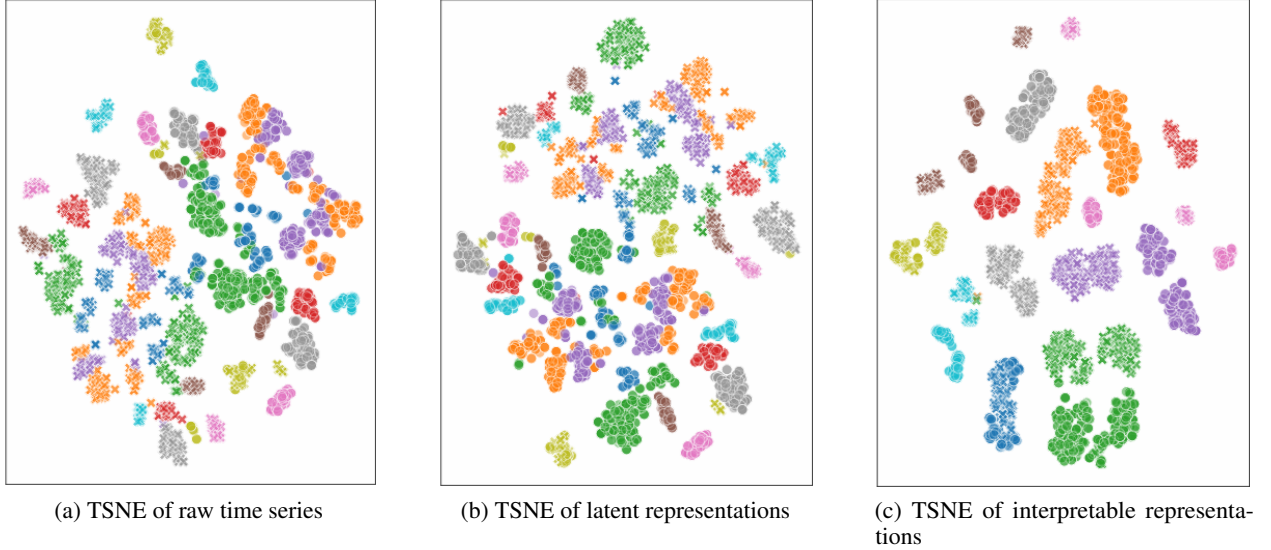 (a) TSNE of raw time series
(b) TSNE of latent representations
(c) TSNE of interpretable representa-
tions